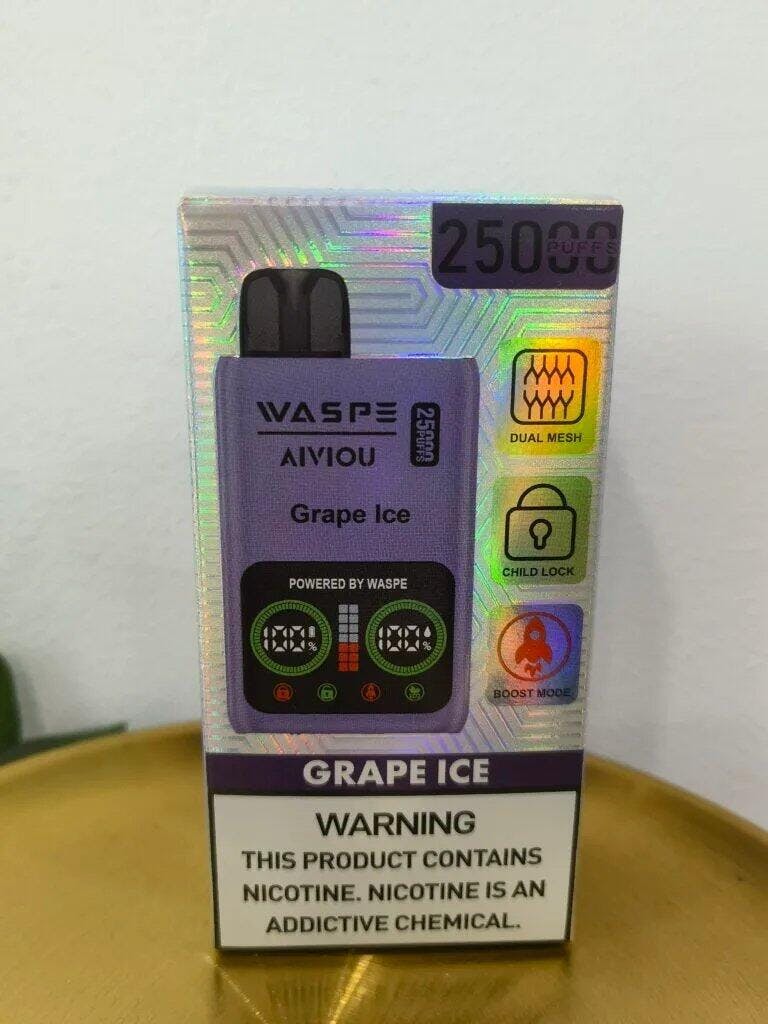 25000 PUFFS
WASPE
AIVIOU
25000 PUFFS
Grape Ice
POWERED BY WASPE
100%
100%
DUAL MESH
CHILD LOCK
BOOST MODE
GRAPE ICE
WARNING
THIS PRODUCT CONTAINS
NICOTINE. NICOTINE IS AN
ADDICTIVE CHEMICAL.